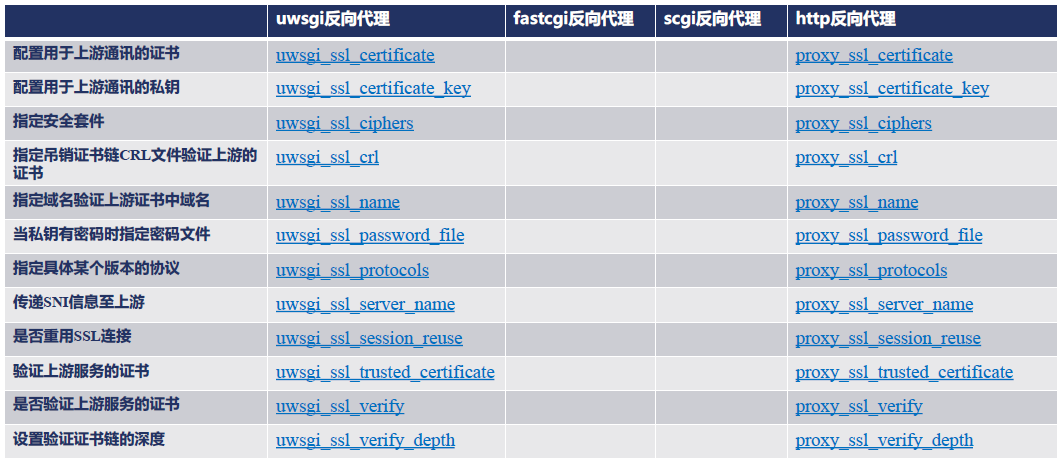 uwsgi反向代理 fastcgi反向代理 scgi反向代理 http反向代理
配置用于上游通讯的证书 uwsgi_ssl_certificate proxy_ssl_certificate
配置用于上游通讯的私钥 uwsgi_ssl_certificate_key proxy_ssl_certificate_key
指定安全套件 uwsgi_ssl_ciphers proxy_ssl_ciphers
指定吊销证书链CRL文件验证上游的
证书 uwsgi_ssl_crl proxy_ssl_crl
指定域名验证上游证书中域名 uwsgi_ssl_name proxy_ssl_name
当私钥有密码时指定密码文件 uwsgi_ssl_password_file proxy_ssl_password_file
指定具体某个版本的协议 uwsgi_ssl_protocols proxy_ssl_protocols
传递SNI信息至上游 uwsgi_ssl_server_name proxy_ssl_server_name
是否重用SSL连接 uwsgi_ssl_session_reuse proxy_ssl_session_reuse
验证上游服务的证书 uwsgi_ssl_trusted_certificate proxy_ssl_trusted_certificate
是否验证上游服务的证书 uwsgi_ssl_verify proxy_ssl_verify
设置验证证书链的深度 uwsgi_ssl_verify_depth proxy_ssl_verify_depth